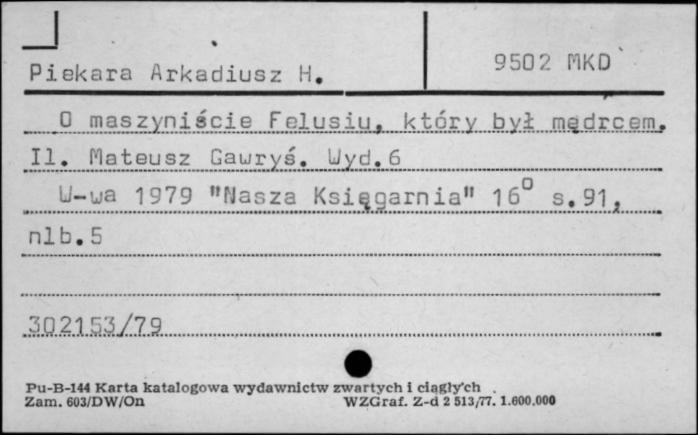 Piekara Arkadiusz H.
9502 MKD
O maszyniście Felusiu, który był mędrcem.
Il. Mateusz Gawryś. Wyd.6
W-wa 1979 "Nasza Księgarnia" 16° s.91,
nlb.5
302153/79
Pu-B-144 Karta katalogowa wydawnictw zwartych i ciągłych
Zam. 603/DW/On WZGraf. Z-d 2 513/77. 1.600.000